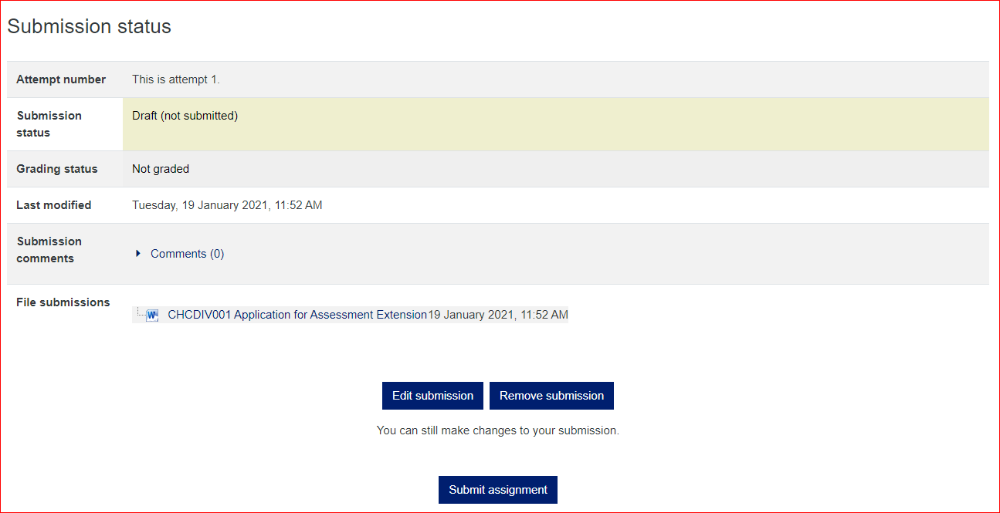 Submission status
Attempt number This is attempt 1.
Submission status Draft (not submitted)
Grading status Not graded
Last modified Tuesday, 19 January 2021, 11:52 AM
Submission comments Comments (0)
File submissions
CHCDIV001 Application for Assessment Extension 19 January 2021, 11:52 AM
Edit submission Remove submission
You can still make changes to your submission.
Submit assignment